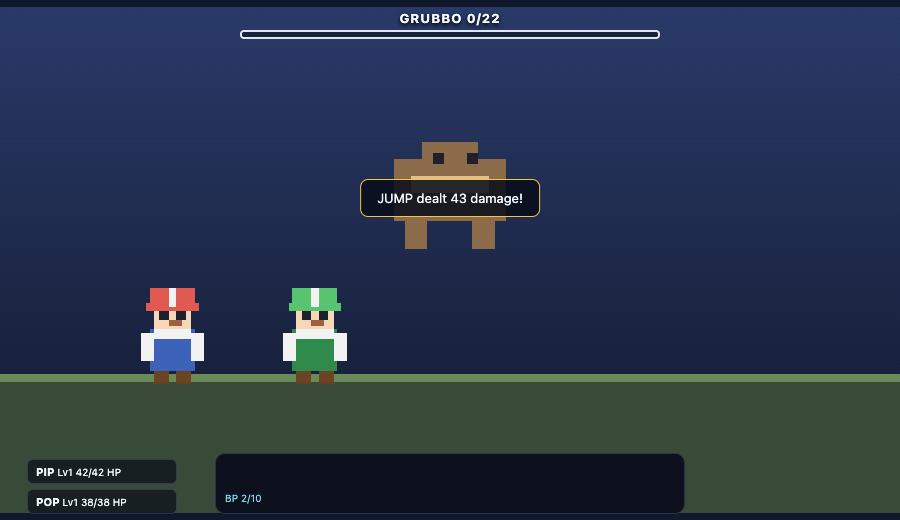 GRUBBO 0/22
JUMP dealt 43 damage!
PIP Lv1 42/42 HP
POP Lv1 38/38 HP
BP 2/10